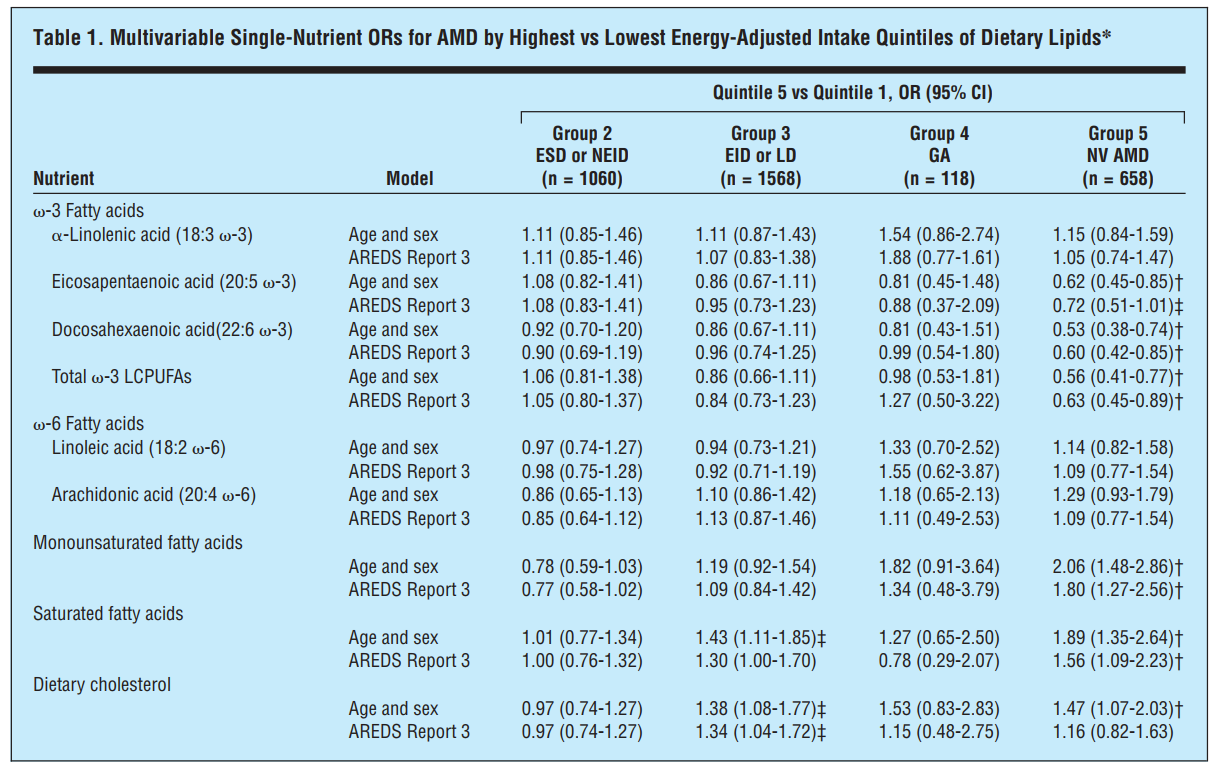 Table 1. Multivariable Single-Nutrient ORs for AMD by Highest vs Lowest Energy-Adjusted Intake Quintiles of Dietary Lipids*
Quintile 5 vs Quintile 1, OR (95% CI)
Group 2 Group 3 Group 4 Group 5
ESD or NEID EID or LD GA NV AMD
Nutrient Model (n = 1060) (n = 1568) (n = 118) (n = 658)
ω-3 Fatty acids
α-Linolenic acid (18:3 ω-3) Age and sex 1.11 (0.85-1.46) 1.11 (0.87-1.43) 1.54 (0.86-2.74) 1.15 (0.84-1.59)
AREDS Report 3 1.11 (0.85-1.46) 1.07 (0.83-1.38) 1.88 (0.77-1.61) 1.05 (0.74-1.47)
Eicosapentaenoic acid (20:5 ω-3) Age and sex 1.08 (0.82-1.41) 0.86 (0.67-1.11) 0.81 (0.45-1.48) 0.62 (0.45-0.85)†
AREDS Report 3 1.08 (0.83-1.41) 0.95 (0.73-1.23) 0.88 (0.37-2.09) 0.72 (0.51-1.01)‡
Docosahexaenoic acid(22:6 ω-3) Age and sex 0.92 (0.70-1.20) 0.86 (0.67-1.11) 0.81 (0.43-1.51) 0.53 (0.38-0.74)†
AREDS Report 3 0.90 (0.69-1.19) 0.96 (0.74-1.25) 0.99 (0.54-1.80) 0.60 (0.42-0.85)†
Total ω-3 LCPUFAs Age and sex 1.06 (0.81-1.38) 0.86 (0.66-1.11) 0.98 (0.53-1.81) 0.56 (0.41-0.77)†
AREDS Report 3 1.05 (0.80-1.37) 0.84 (0.73-1.23) 1.27 (0.50-3.22) 0.63 (0.45-0.89)†
ω-6 Fatty acids
Linoleic acid (18:2 ω-6) Age and sex 0.97 (0.74-1.27) 0.94 (0.73-1.21) 1.33 (0.70-2.52) 1.14 (0.82-1.58)
AREDS Report 3 0.98 (0.75-1.28) 0.92 (0.71-1.19) 1.55 (0.62-3.87) 1.09 (0.77-1.54)
Arachidonic acid (20:4 ω-6) Age and sex 0.86 (0.65-1.13) 1.10 (0.86-1.42) 1.18 (0.65-2.13) 1.29 (0.93-1.79)
AREDS Report 3 0.85 (0.64-1.12) 1.13 (0.87-1.46) 1.11 (0.49-2.53) 1.09 (0.77-1.54)
Monounsaturated fatty acids
Age and sex 0.78 (0.59-1.03) 1.19 (0.92-1.54) 1.82 (0.91-3.64) 2.06 (1.48-2.86)†
AREDS Report 3 0.77 (0.58-1.02) 1.09 (0.84-1.42) 1.34 (0.48-3.79) 1.80 (1.27-2.56)†
Saturated fatty acids
Age and sex 1.01 (0.77-1.34) 1.43 (1.11-1.85)‡ 1.27 (0.65-2.50) 1.89 (1.35-2.64)†
AREDS Report 3 1.00 (0.76-1.32) 1.30 (1.00-1.70) 0.78 (0.29-2.07) 1.56 (1.09-2.23)†
Dietary cholesterol
Age and sex 0.97 (0.74-1.27) 1.38 (1.08-1.77)‡ 1.53 (0.83-2.83) 1.47 (1.07-2.03)†
AREDS Report 3 0.97 (0.74-1.27) 1.34 (1.04-1.72)‡ 1.15 (0.48-2.75) 1.16 (0.82-1.63)